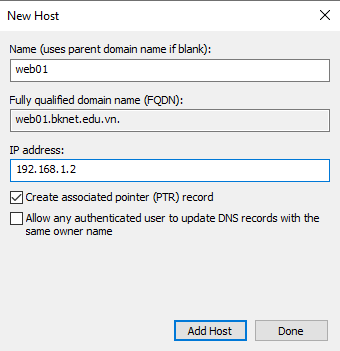 New Host
Name (uses parent domain name if blank):
web01
Fully qualified domain name (FQDN):
web01.bknet.edu.vn.
IP address:
192.168.1.2
Create associated pointer (PTR) record
Allow any authenticated user to update DNS records with the
same owner name
Add Host
Done